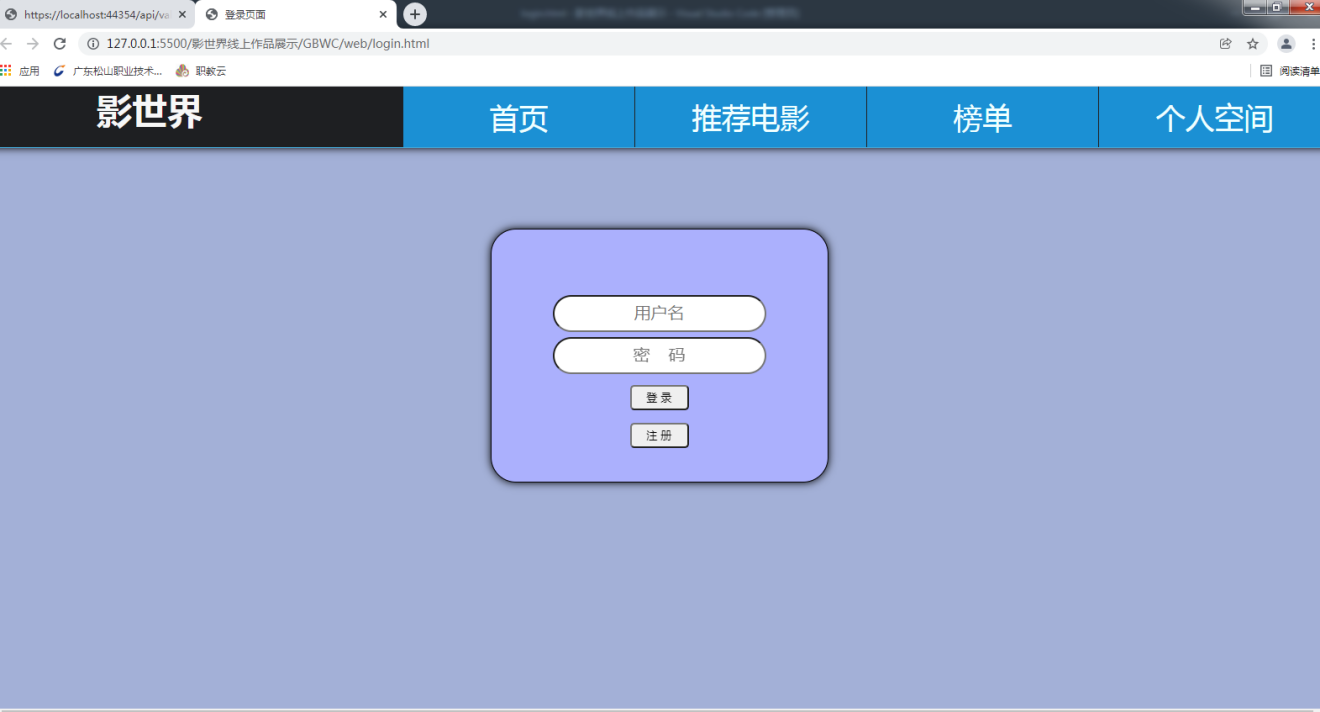 https://localhost:44354/api/va
登录页面
127.0.0.1:5500/影世界线上作品展示/GBWC/web/login.html
应用
广东松山职业技术...
职教云
阅读清单
影世界
首页
推荐电影
榜单
个人空间
用户名
密 码
登 录
注 册